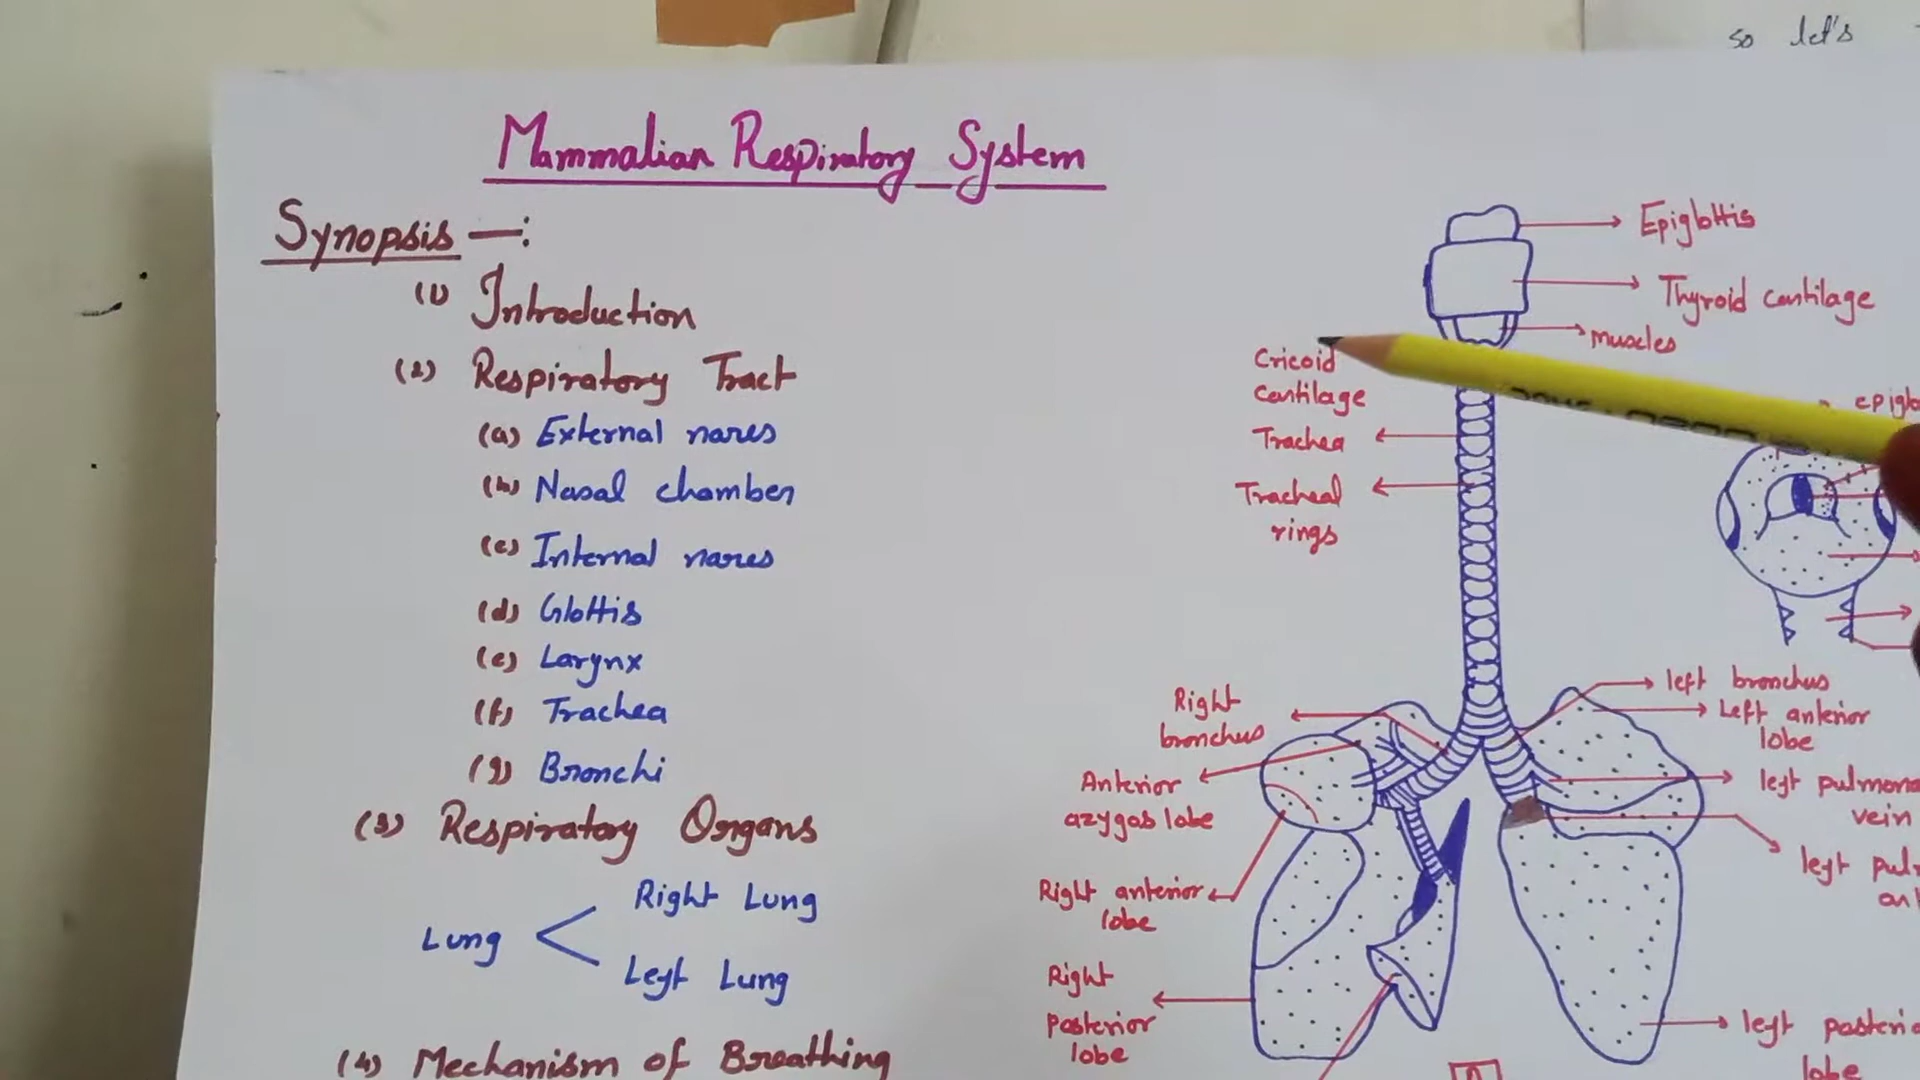 so let's
Mammalian Respiratory System
Synopsis —:
(1) Introduction
(2) Respiratory Tract
(a) External nares
(b) Nasal chamber
(c) Internal nares
(d) Glottis
(e) Larynx
(f) Trachea
(g) Bronchi
(3) Respiratory Organs
Lung
Right Lung
Left Lung
(4) Mechanism of Breathing
Epiglottis
Thyroid cartilage
muscles
Cricoid
cartilage
Trachea
Tracheal
rings
Right
bronchus
Anterior
azygos lobe
Right anterior
lobe
Right
posterior
lobe
left bronchus
Left anterior
lobe
left
vein
left
left
lobe